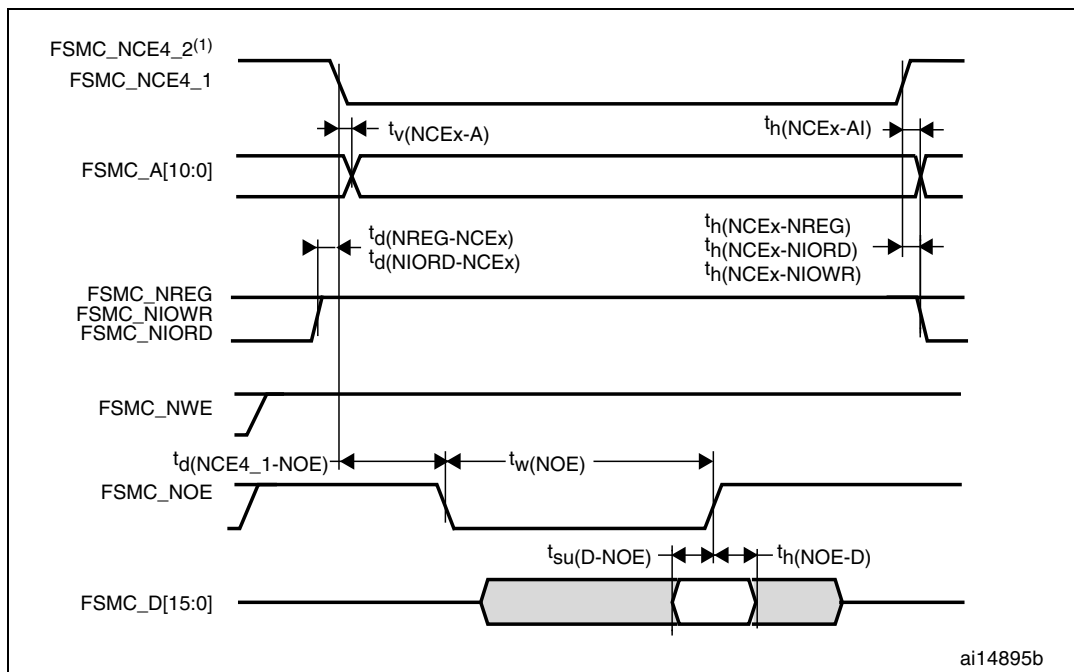 FSMC_NCE4_2(1)
FSMC_NCE4_1
tv(NCEx-A)
th(NCEx-AI)
FSMC_A[10:0]
td(NREG-NCEx)
td(NIORD-NCEx)
th(NCEx-NREG)
th(NCEx-NIORD)
th(NCEx-NIOWR)
FSMC_NREG
FSMC_NIOWR
FSMC_NIORD
FSMC_NWE
td(NCE4_1-NOE)
tw(NOE)
FSMC_NOE
tsu(D-NOE)
th(NOE-D)
FSMC_D[15:0]
ai14895b